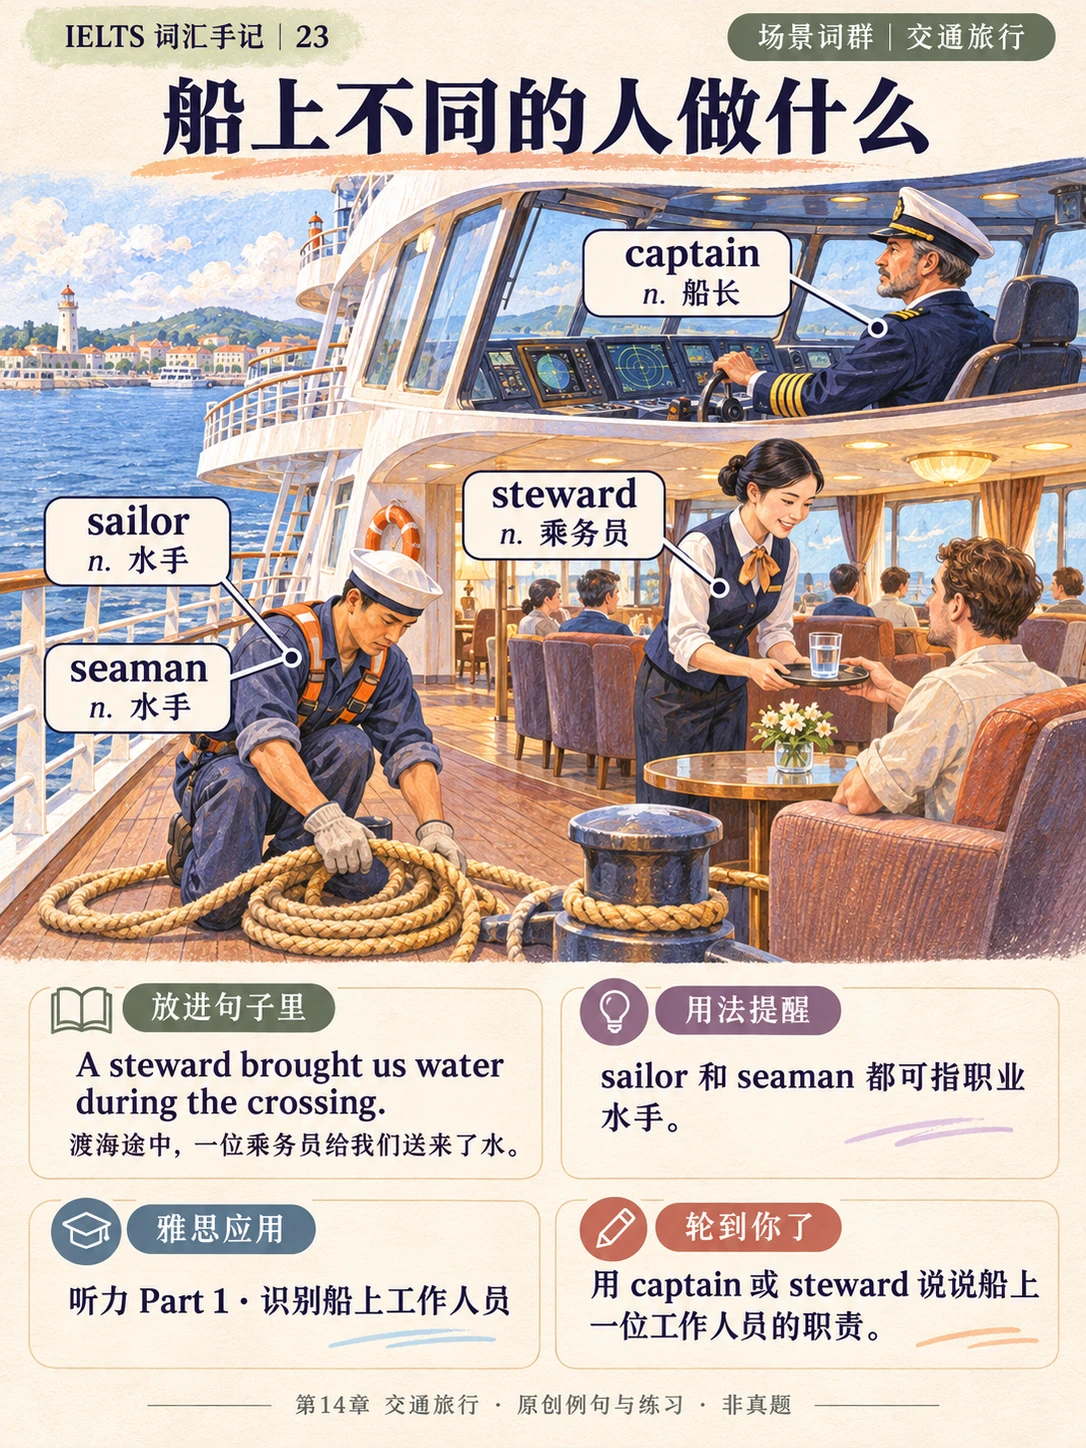 IELTS 词汇手记 | 23
场景词群 | 交通旅行
船上不同的人做什么
captain
n. 船长
steward
n. 乘务员
sailor
n. 水手
seaman
n. 水手
放进句子里
A steward brought us water
during the crossing.
渡海途中，一位乘务员给我们送来了水。
用法提醒
sailor 和 seaman 都可指职业
水手。
雅思应用
听力 Part 1 · 识别船上工作人员
轮到你了
用 captain 或 steward 说说船上
一位工作人员的职责。
第14章 交通旅行 · 原创例句与练习 · 非真题